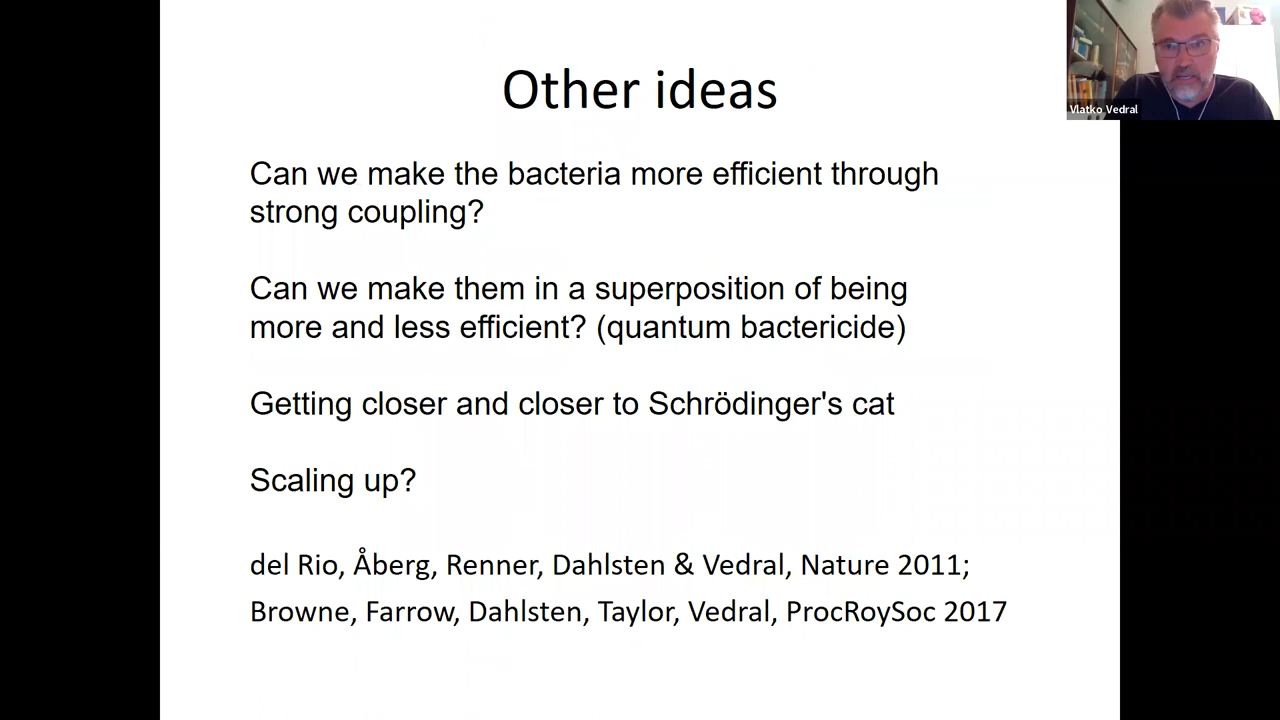 Other ideas
Vlatko Vedral
Can we make the bacteria more efficient through
strong coupling?
Can we make them in a superposition of being
more and less efficient? (quantum bactericide)
Getting closer and closer to Schrödinger's cat
Scaling up?
del Rio, Åberg, Renner, Dahlsten & Vedral, Nature 2011;
Browne, Farrow, Dahlsten, Taylor, Vedral, ProcRoySoc 2017